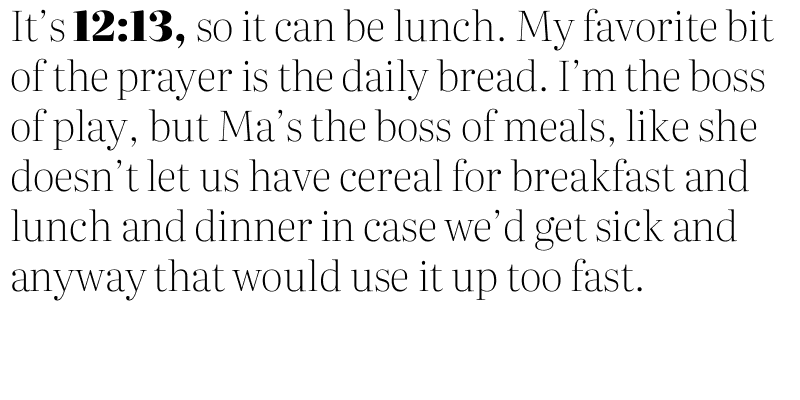 It’s 12:13, so it can be lunch. My favorite bit
of the prayer is the daily bread. I’m the boss
of play, but Ma’s the boss of meals, like she
doesn’t let us have cereal for breakfast and
lunch and dinner in case we’d get sick and
anyway that would use it up too fast.